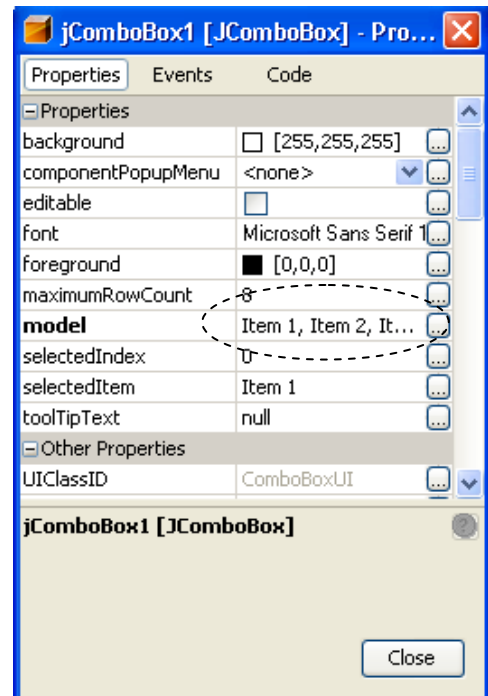 jComboBox1 [JComboBox] - Pro...
Properties Events Code
Properties
background [255,255,255] ...
componentPopupMenu <none> ...
editable ...
font Microsoft Sans Serif 1...
foreground [0,0,0] ...
maximumRowCount 8 ...
model Item 1, Item 2, It... ...
selectedIndex 0 ...
selectedItem Item 1 ...
toolTipText null ...
Other Properties
UIClassID ComboBoxUI ...
jComboBox1 [JComboBox] ?
Close